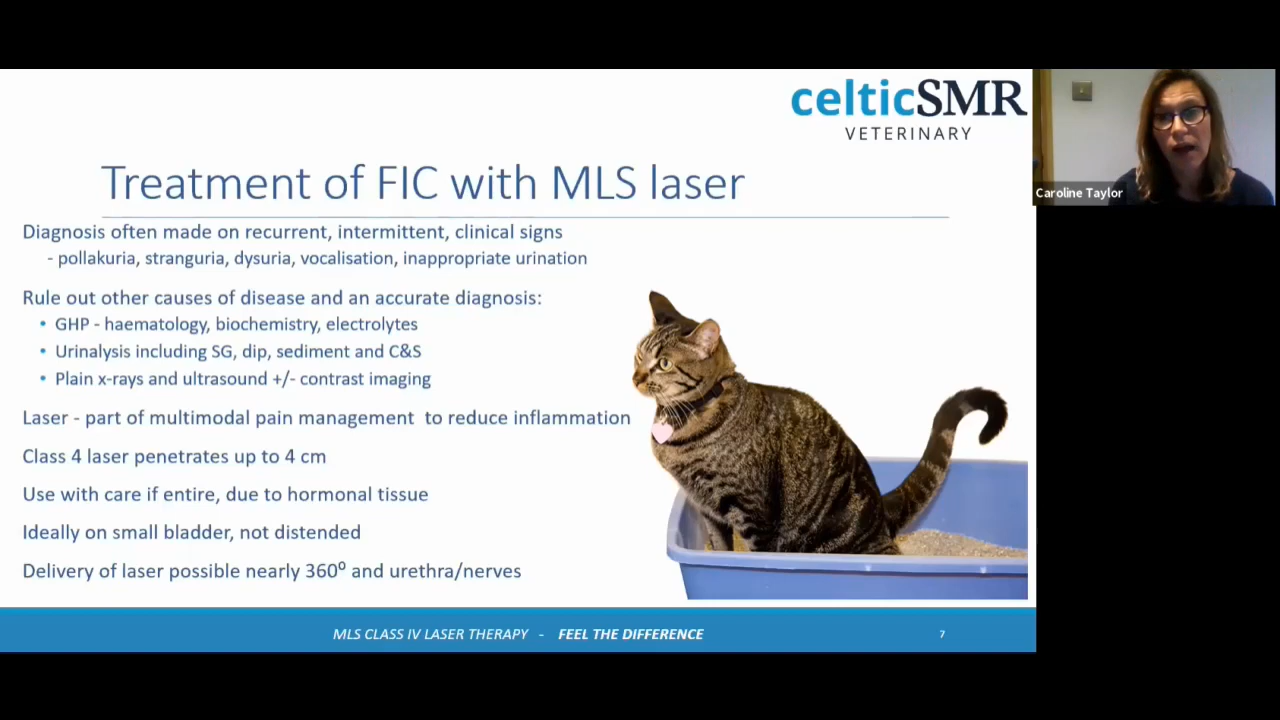 celticSMR
VETERINARY
Caroline Taylor
Treatment of FIC with MLS laser
Diagnosis often made on recurrent, intermittent, clinical signs
- pollakuria, stranguria, dysuria, vocalisation, inappropriate urination
Rule out other causes of disease and an accurate diagnosis:
• GHP - haematology, biochemistry, electrolytes
• Urinalysis including SG, dip, sediment and C&S
• Plain x-rays and ultrasound +/- contrast imaging
Laser - part of multimodal pain management to reduce inflammation
Class 4 laser penetrates up to 4 cm
Use with care if entire, due to hormonal tissue
Ideally on small bladder, not distended
Delivery of laser possible nearly 360⁰ and urethra/nerves
MLS CLASS IV LASER THERAPY - FEEL THE DIFFERENCE
7